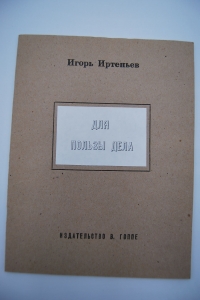 Игорь Иртеньев
ДЛЯ
ПОЛЬЗЫ ДЕЛА
ИЗДАТЕЛЬСТВО В. ГОППЕ